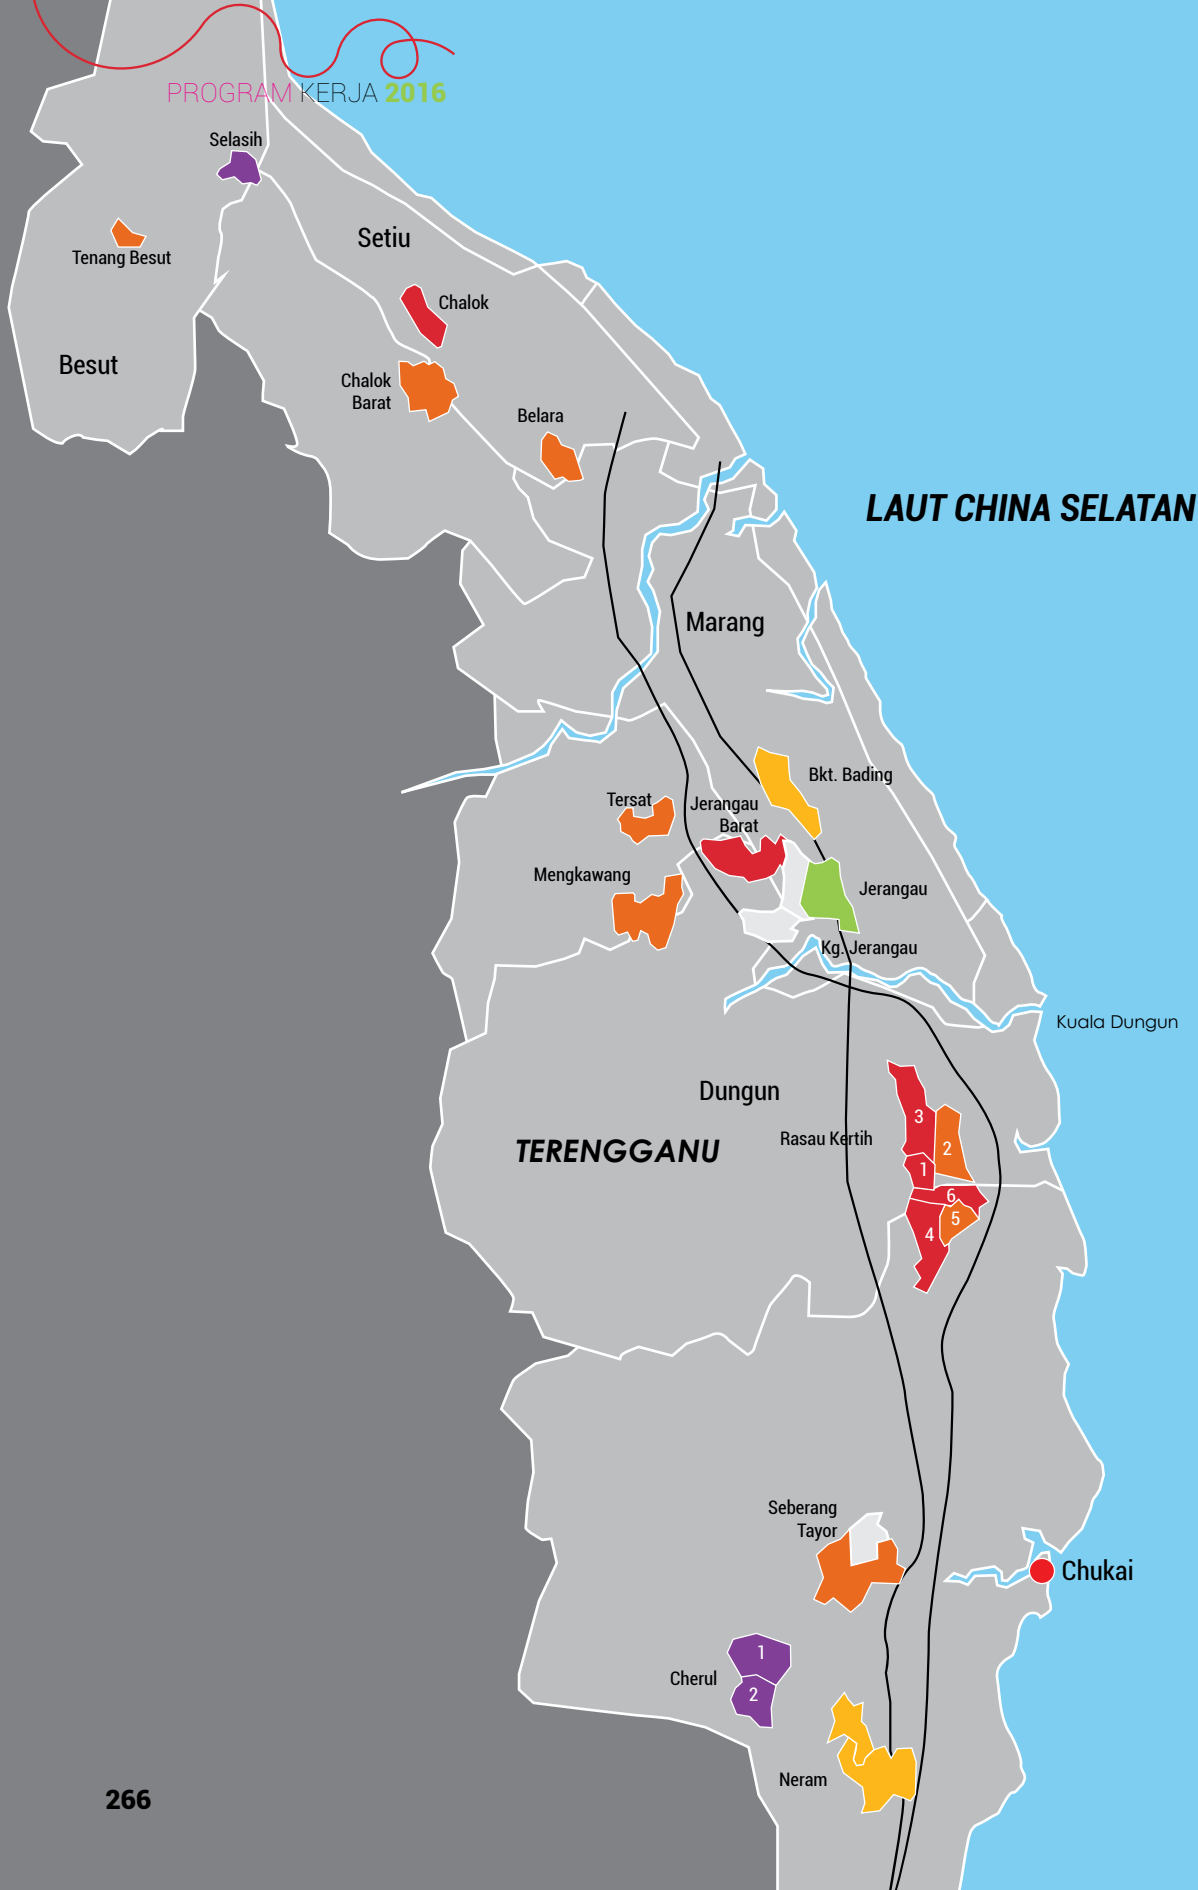 PROGRAM KERJA 2016
Selasih
Tenang Besut
Setiu
Chalok
Besut
Chalok
Barat
Belara
LAUT CHINA SELATAN
Marang
Bkt. Bading
Tersat
Jerangau
Barat
Mengkawang
Jerangau
Kg. Jerangau
Kuala Dungun
Dungun
3
Rasau Kertih
2
TERENGGANU
1
6
5
4
Seberang
Tayor
Chukai
1
Cherul
2
Neram
266